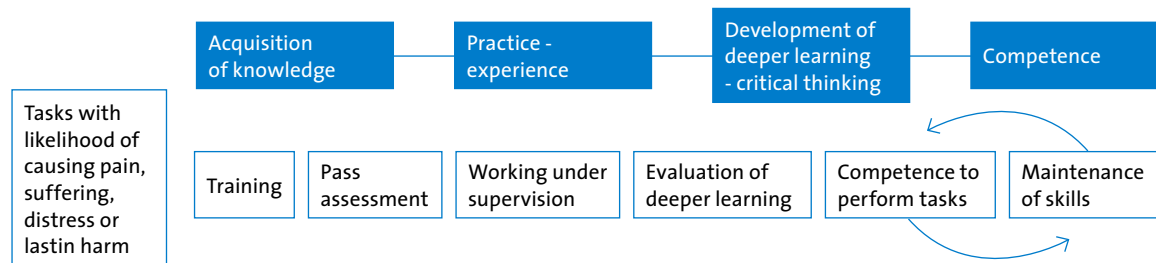 Acquisition
of knowledge
Practice -
experience
Development of
deeper learning
- critical thinking
Competence
Tasks with
likelihood of
causing pain,
suffering,
distress or
lastin harm
Training
Pass
assessment
Working under
supervision
Evaluation of
deeper learning
Competence to
perform tasks
Maintenance
of skills